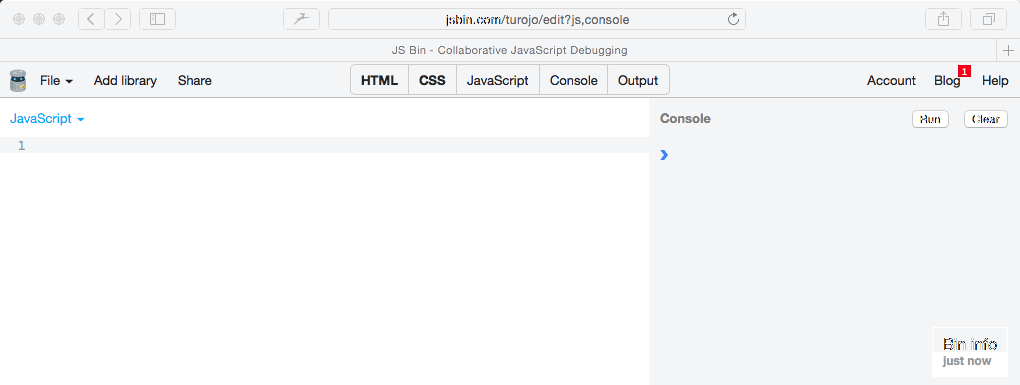 jsbin.com/turojo/edit?js,console
JS Bin - Collaborative JavaScript Debugging
File Add library Share HTML CSS JavaScript Console Output Account Blog 1 Help
JavaScript Console Run Clear
1
Bin info
just now